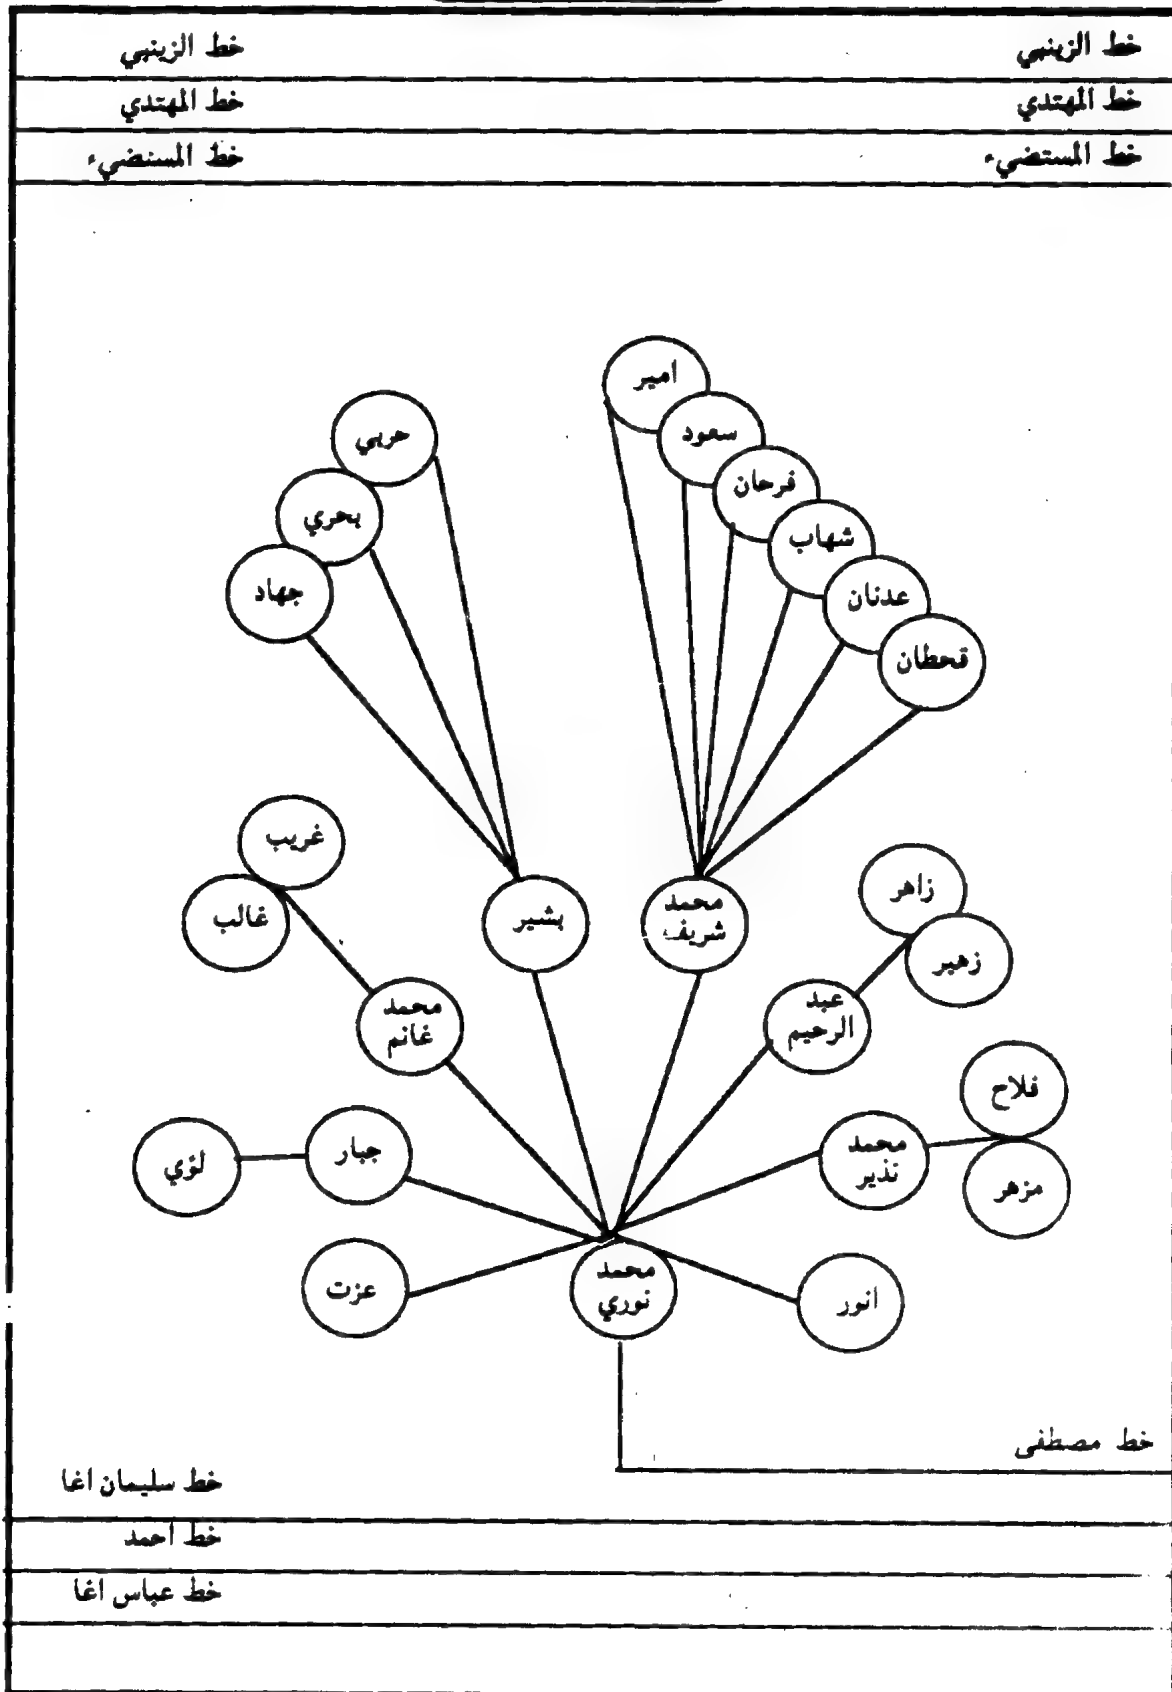 خط الزينبي
خط الزينبي
خط المهتدي
خط المهتدي
خط المستضيء
خط المستضيء
امير
سعود
فرحان
شهاب
عدنان
قحطان
حربي
بحري
جهاد
محمد
شريف
بشير
زاهر
زهير
عبد
الرحيم
غريب
غالب
محمد
غانم
فلاح
مزهر
محمد
نذير
جبار
لؤي
انور
محمد
نوري
عزت
خط مصطفى
خط سليمان اغا
خط احمد
خط عباس اغا